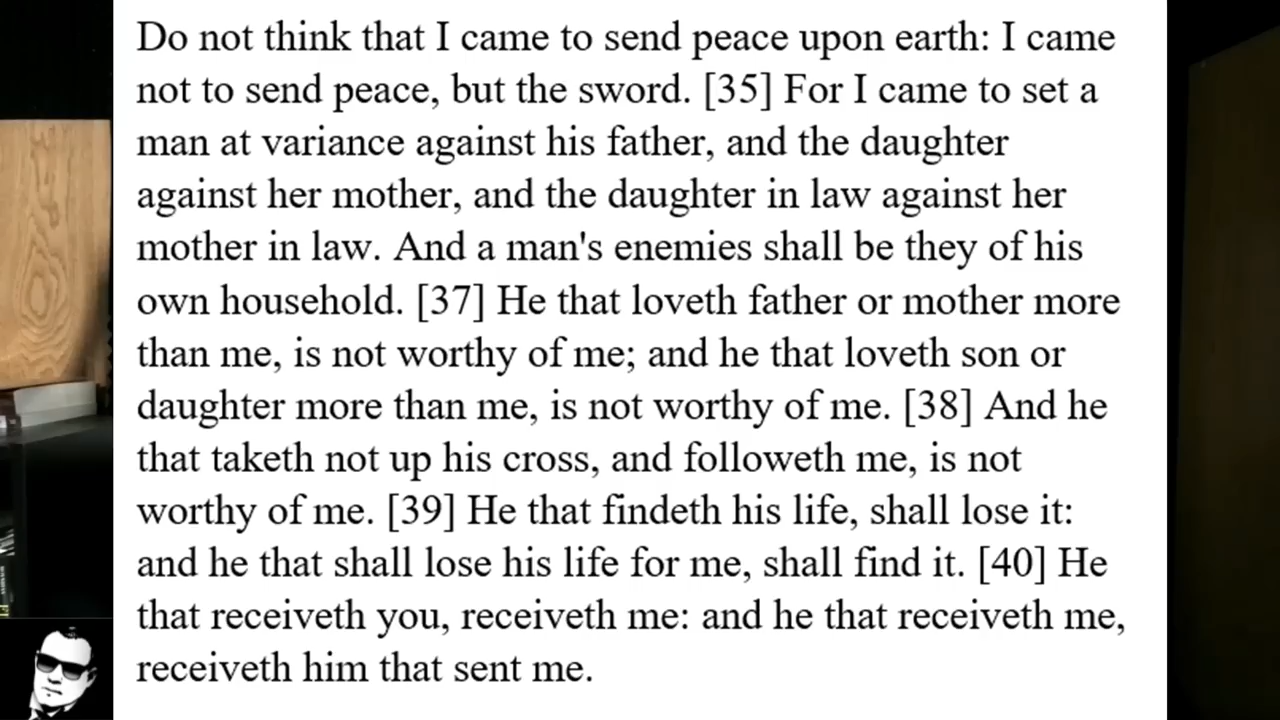 Do not think that I came to send peace upon earth: I came
not to send peace, but the sword. [35] For I came to set a
man at variance against his father, and the daughter
against her mother, and the daughter in law against her
mother in law. And a man's enemies shall be they of his
own household. [37] He that loveth father or mother more
than me, is not worthy of me; and he that loveth son or
daughter more than me, is not worthy of me. [38] And he
that taketh not up his cross, and followeth me, is not
worthy of me. [39] He that findeth his life, shall lose it:
and he that shall lose his life for me, shall find it. [40] He
that receiveth you, receiveth me: and he that receiveth me,
receiveth him that sent me.